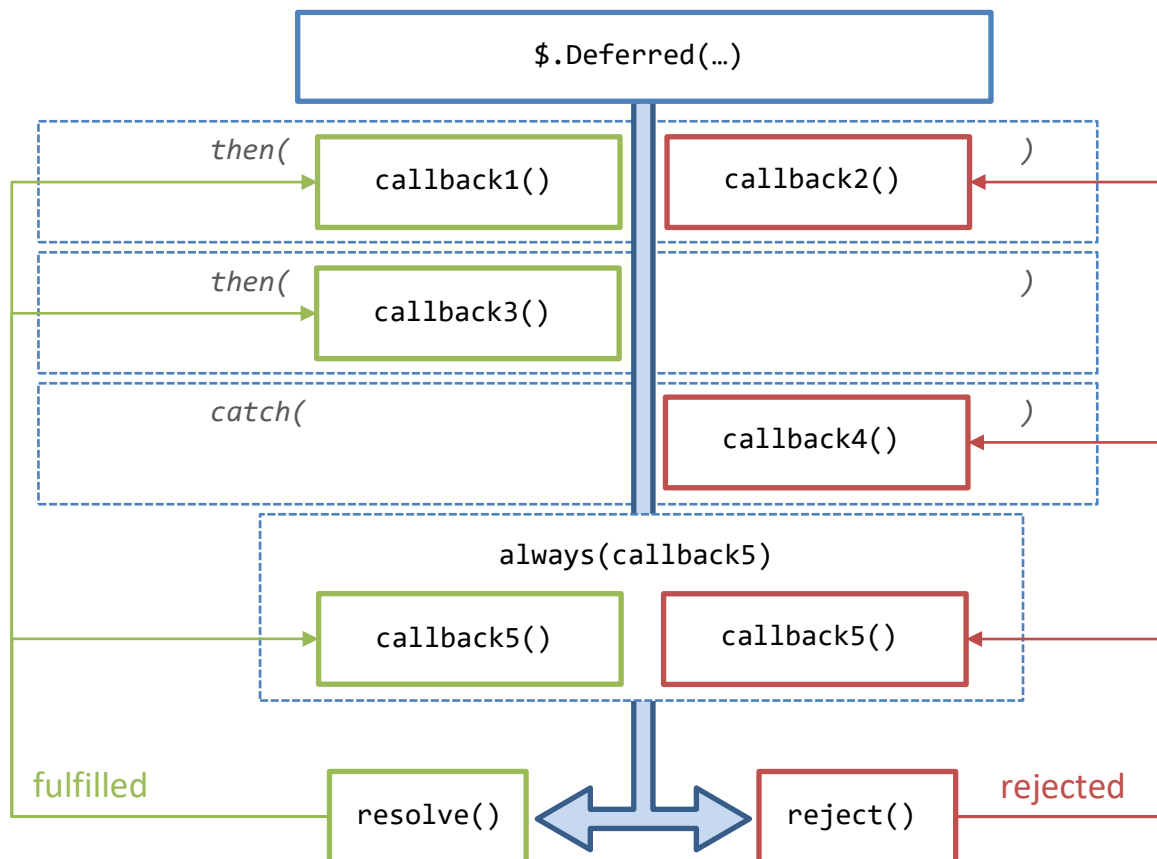 $.Deferred(…)
then( callback1() callback2() )
then( callback3() )
catch( callback4() )
always(callback5)
callback5() callback5()
fulfilled resolve() reject() rejected